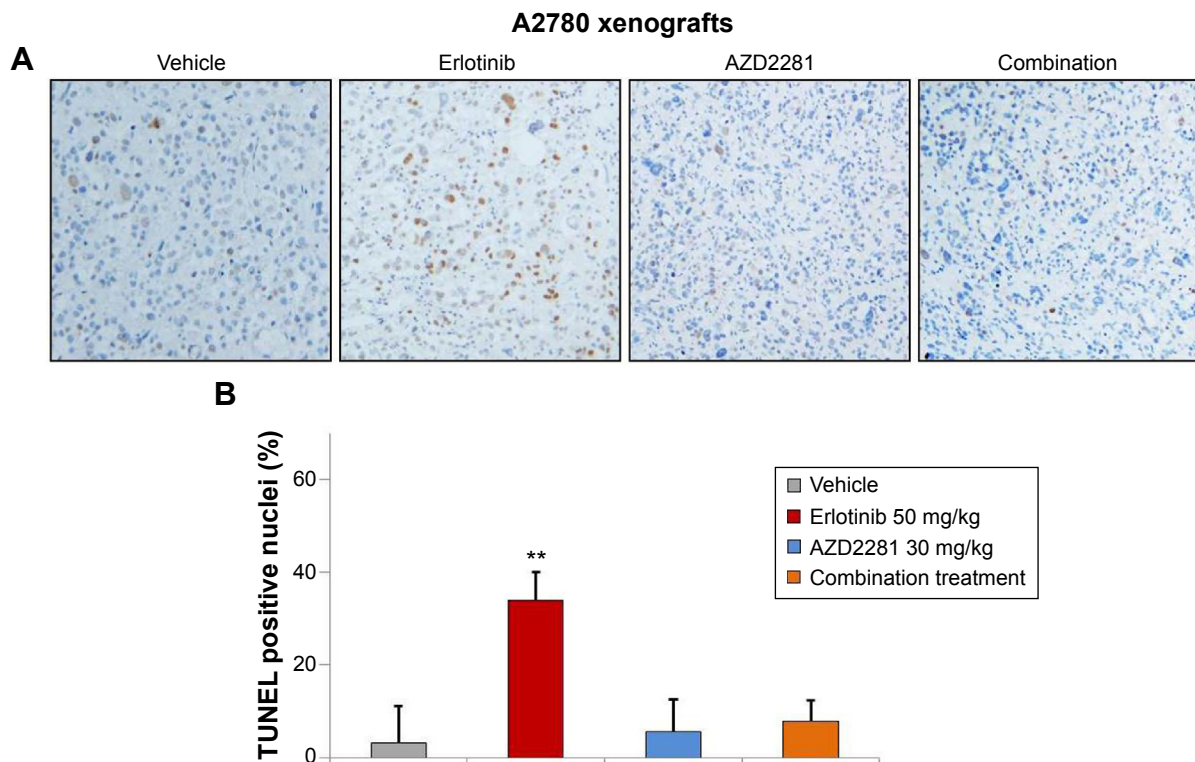 A2780 xenografts
A
Vehicle
Erlotinib
AZD2281
Combination
B
TUNEL positive nuclei (%)
60
40
20
0
**
Vehicle
Erlotinib 50 mg/kg
AZD2281 30 mg/kg
Combination treatment